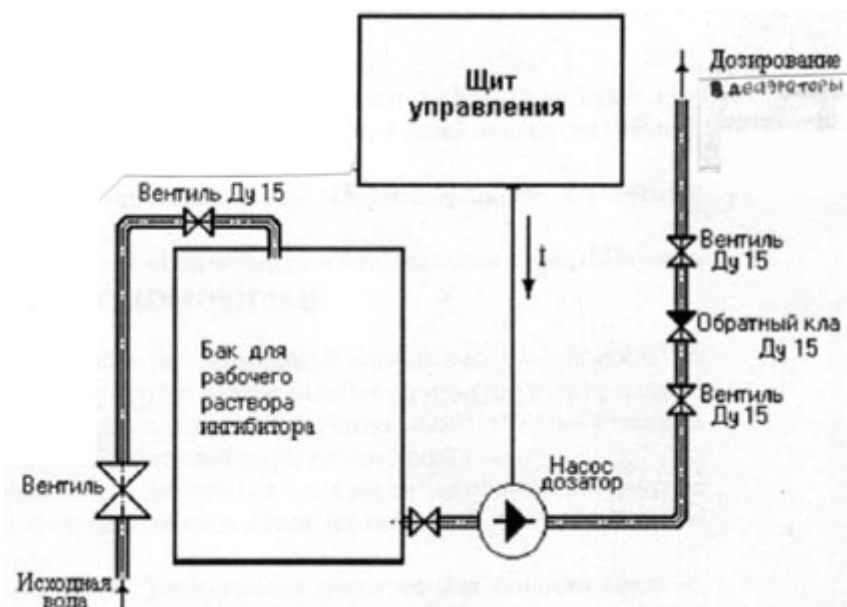 Щит
управления
Дозирование
в деаэраторы
Вентиль Ду 15
I
Вентиль
Ду 15
Обратный кла
Ду 15
Вентиль
Ду 15
Бак для
рабочего
раствора
ингибитора
Насос
дозатор
Вентиль
Исходная
вода